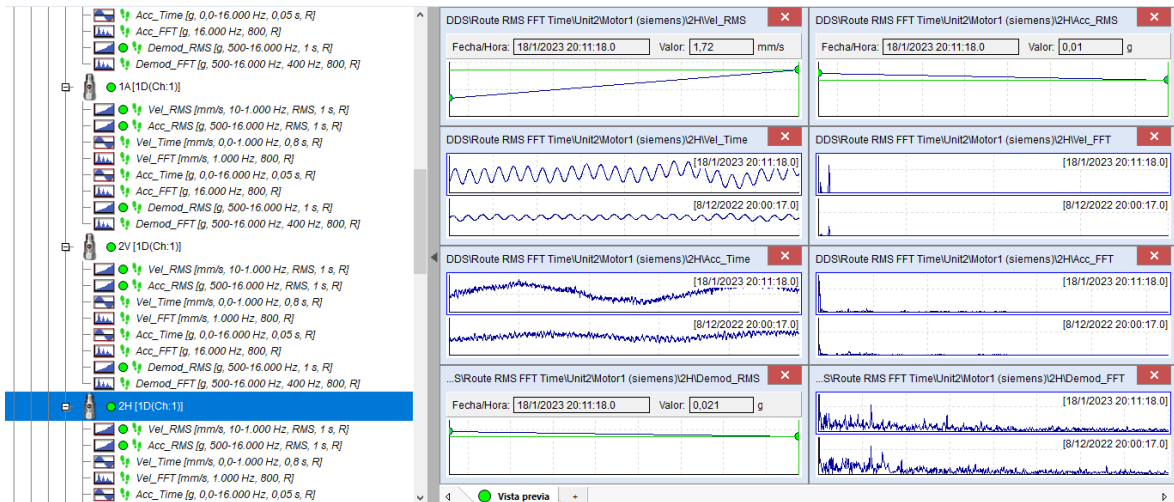 Acc_Time [g, 0,0-16.000 Hz, 0,05 s, R]
Acc_FFT [g, 16.000 Hz, 800, R]
Demod_RMS [g, 500-16.000 Hz, 1 s, R]
Demod_FFT [g, 500-16.000 Hz, 400 Hz, 800, R]
1A [1D(Ch:1)]
Vel_RMS [mm/s, 10-1.000 Hz, RMS, 1 s, R]
Acc_RMS [g, 500-16.000 Hz, RMS, 1 s, R]
Vel_Time [mm/s, 0,0-1.000 Hz, 0,8 s, R]
Vel_FFT [mm/s, 1.000 Hz, 800, R]
Acc_Time [g, 0,0-16.000 Hz, 0,05 s, R]
Acc_FFT [g, 16.000 Hz, 800, R]
Demod_RMS [g, 500-16.000 Hz, 1 s, R]
Demod_FFT [g, 500-16.000 Hz, 400 Hz, 800, R]
2V [1D(Ch:1)]
Vel_RMS [mm/s, 10-1.000 Hz, RMS, 1 s, R]
Acc_RMS [g, 500-16.000 Hz, RMS, 1 s, R]
Vel_Time [mm/s, 0,0-1.000 Hz, 0,8 s, R]
Vel_FFT [mm/s, 1.000 Hz, 800, R]
Acc_Time [g, 0,0-16.000 Hz, 0,05 s, R]
Acc_FFT [g, 16.000 Hz, 800, R]
Demod_RMS [g, 500-16.000 Hz, 1 s, R]
Demod_FFT [g, 500-16.000 Hz, 400 Hz, 800, R]
2H [1D(Ch:1)]
Vel_RMS [mm/s, 10-1.000 Hz, RMS, 1 s, R]
Acc_RMS [g, 500-16.000 Hz, RMS, 1 s, R]
Vel_Time [mm/s, 0,0-1.000 Hz, 0,8 s, R]
Vel_FFT [mm/s, 1.000 Hz, 800, R]
Acc_Time [g, 0,0-16.000 Hz, 0,05 s, R]
DDS\Route RMS FFT Time\Unit2\Motor1 (siemens)\2H\Vel_RMS
Fecha/Hora: 18/1/2023 20:11:18.0 Valor: 1,72 mm/s
DDS\Route RMS FFT Time\Unit2\Motor1 (siemens)\2H\Acc_RMS
Fecha/Hora: 18/1/2023 20:11:18.0 Valor: 0,01 g
DDS\Route RMS FFT Time\Unit2\Motor1 (siemens)\2H\Vel_Time
[18/1/2023 20:11:18.0]
[8/12/2022 20:00:17.0]
DDS\Route RMS FFT Time\Unit2\Motor1 (siemens)\2H\Vel_FFT
[18/1/2023 20:11:18.0]
[8/12/2022 20:00:17.0]
DDS\Route RMS FFT Time\Unit2\Motor1 (siemens)\2H\Acc_Time
[18/1/2023 20:11:18.0]
[8/12/2022 20:00:17.0]
DDS\Route RMS FFT Time\Unit2\Motor1 (siemens)\2H\Acc_FFT
[18/1/2023 20:11:18.0]
[8/12/2022 20:00:17.0]
...S\Route RMS FFT Time\Unit2\Motor1 (siemens)\2H\Demod_RMS
Fecha/Hora: 18/1/2023 20:11:18.0 Valor: 0,021 g
...S\Route RMS FFT Time\Unit2\Motor1 (siemens)\2H\Demod_FFT
[18/1/2023 20:11:18.0]
[8/12/2022 20:00:17.0]
Vista previa +